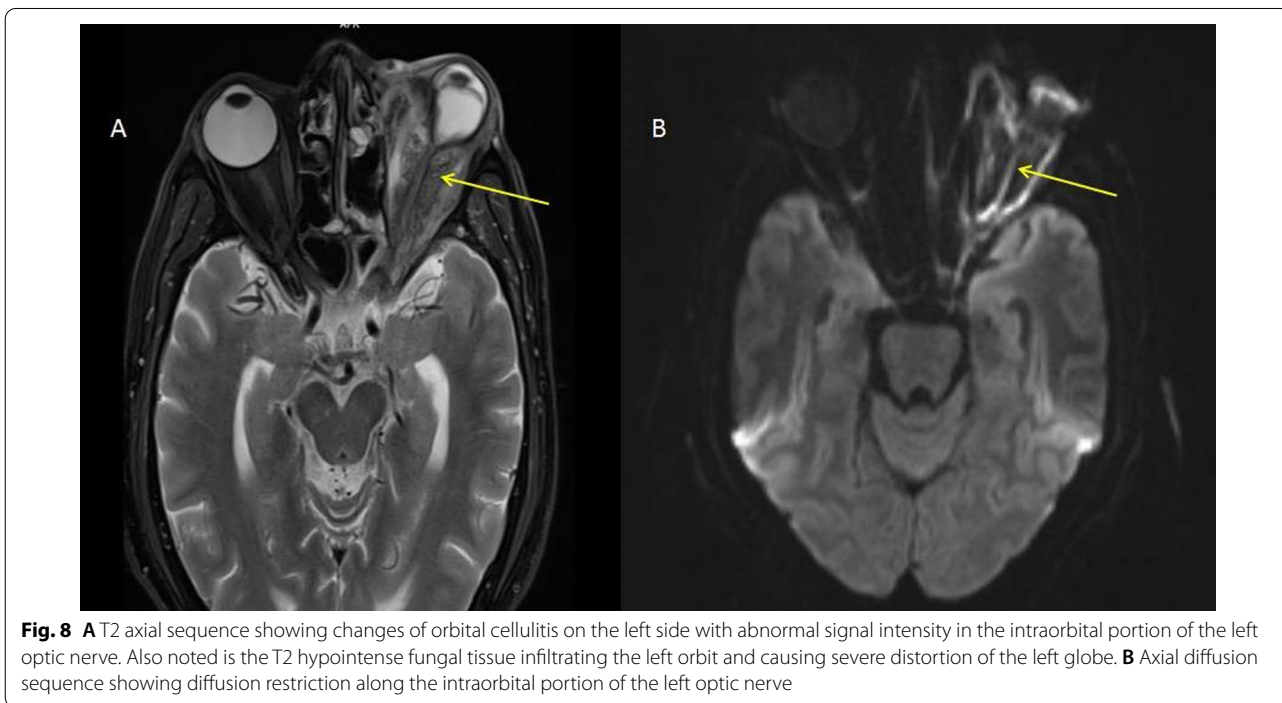 A
B
Fig. 8 A T2 axial sequence showing changes of orbital cellulitis on the left side with abnormal signal intensity in the intraorbital portion of the left
optic nerve. Also noted is the T2 hypointense fungal tissue infiltrating the left orbit and causing severe distortion of the left globe. B Axial diffusion
sequence showing diffusion restriction along the intraorbital portion of the left optic nerve